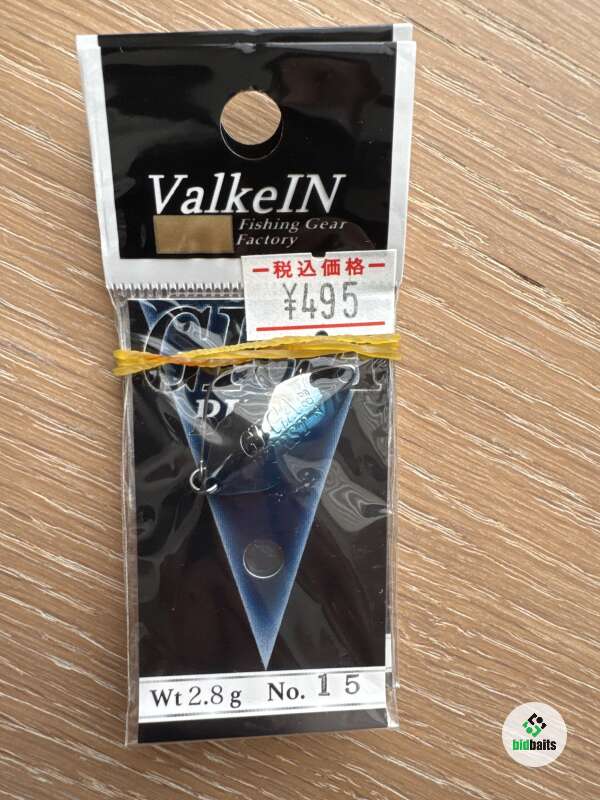 ValkeIN
Fishing Gear
Factory
税込価格
¥495
Wt 2.8g No. 15
bidbaits